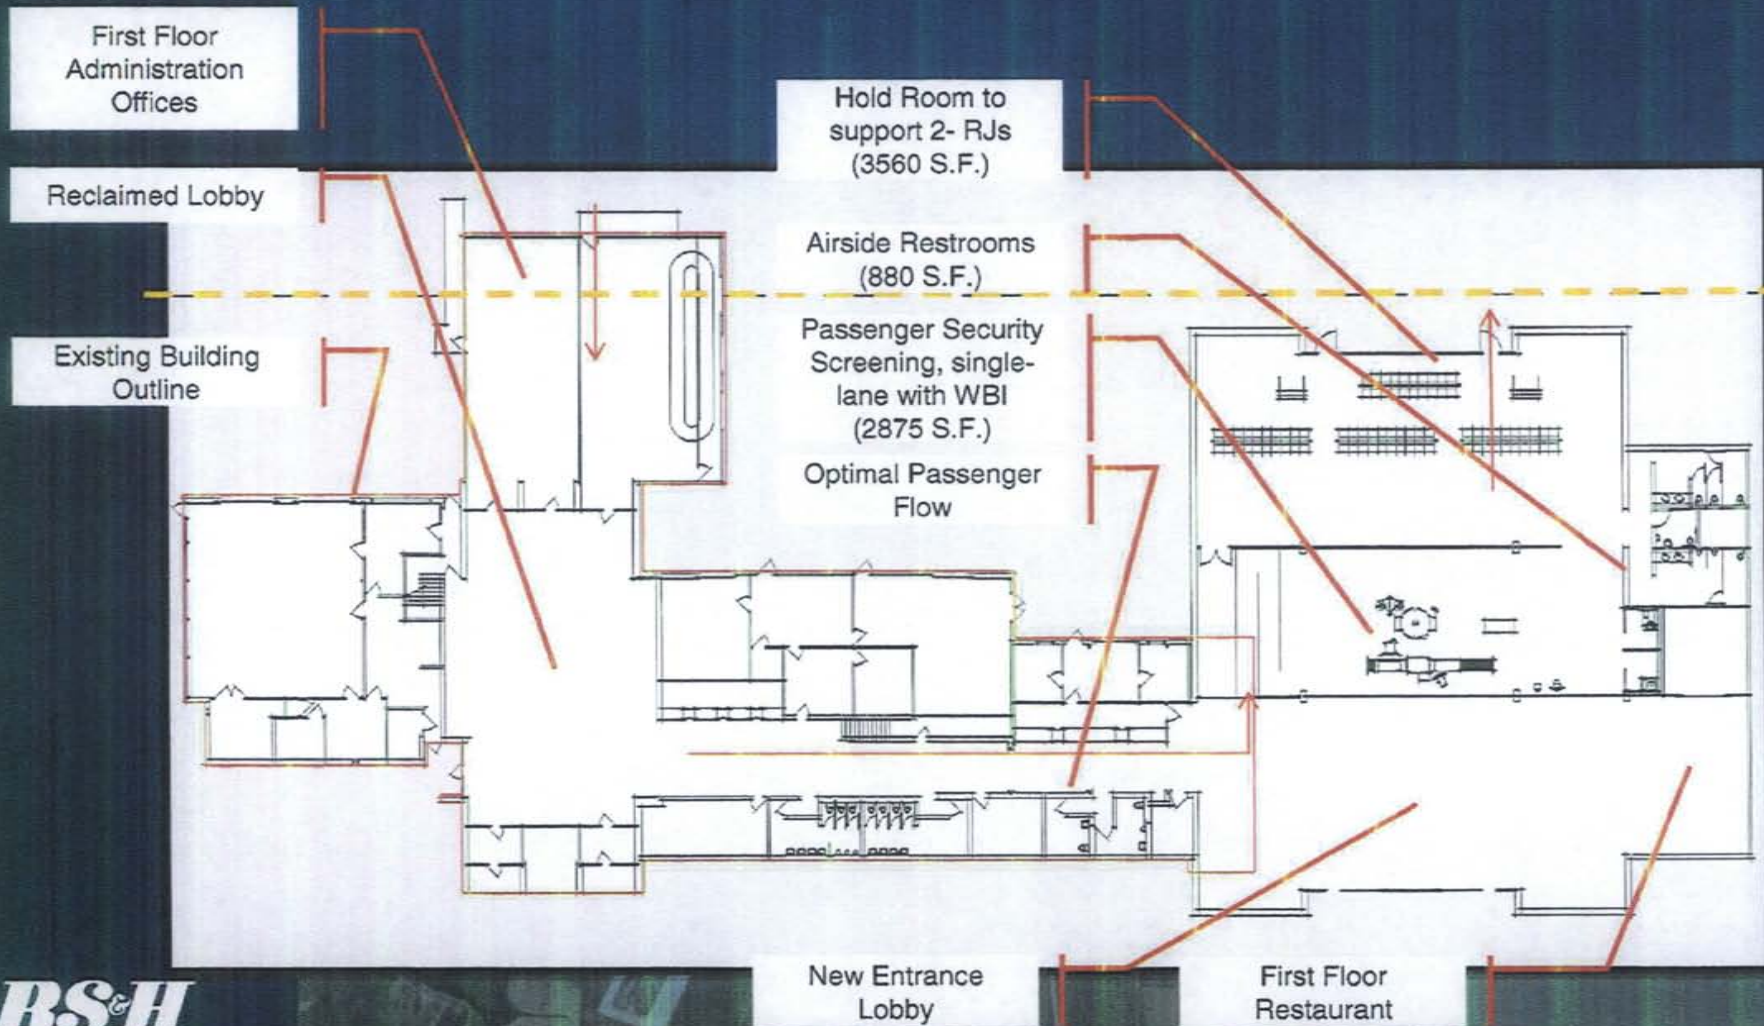 First Floor
Administration
Offices
Reclaimed Lobby
Existing Building
Outline
Hold Room to
support 2- RJs
(3560 S.F.)
Airside Restrooms
(880 S.F.)
Passenger Security
Screening, single-
lane with WBI
(2875 S.F.)
Optimal Passenger
Flow
New Entrance
Lobby
First Floor
Restaurant
RS&H